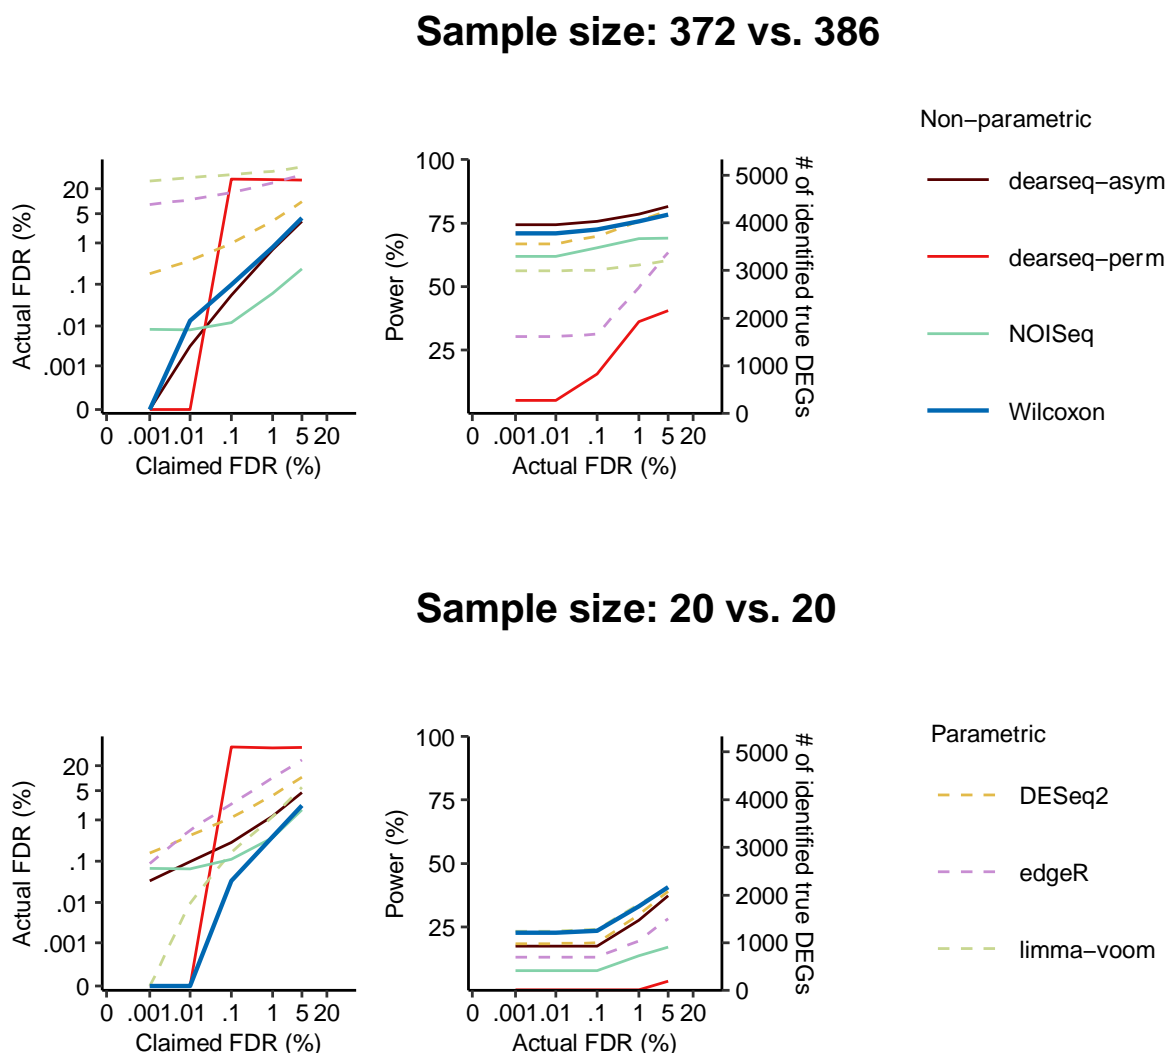 Sample size: 372 vs. 386
Non−parametric
dearseq−asym
dearseq−perm
NOISeq
Wilcoxon
Actual FDR (%)
20
5
1
.1
.01
.001
0
0 .001 .01 .1 1 5 20
Claimed FDR (%)
Power (%)
100
75
50
25
0 .001 .01 .1 1 5 20
Actual FDR (%)
5000
4000
3000
2000
1000
0
# of identified true DEGs
Sample size: 20 vs. 20
Parametric
DESeq2
edgeR
limma−voom
Actual FDR (%)
20
5
1
.1
.01
.001
0
0 .001 .01 .1 1 5 20
Claimed FDR (%)
Power (%)
100
75
50
25
0 .001 .01 .1 1 5 20
Actual FDR (%)
5000
4000
3000
2000
1000
0
# of identified true DEGs